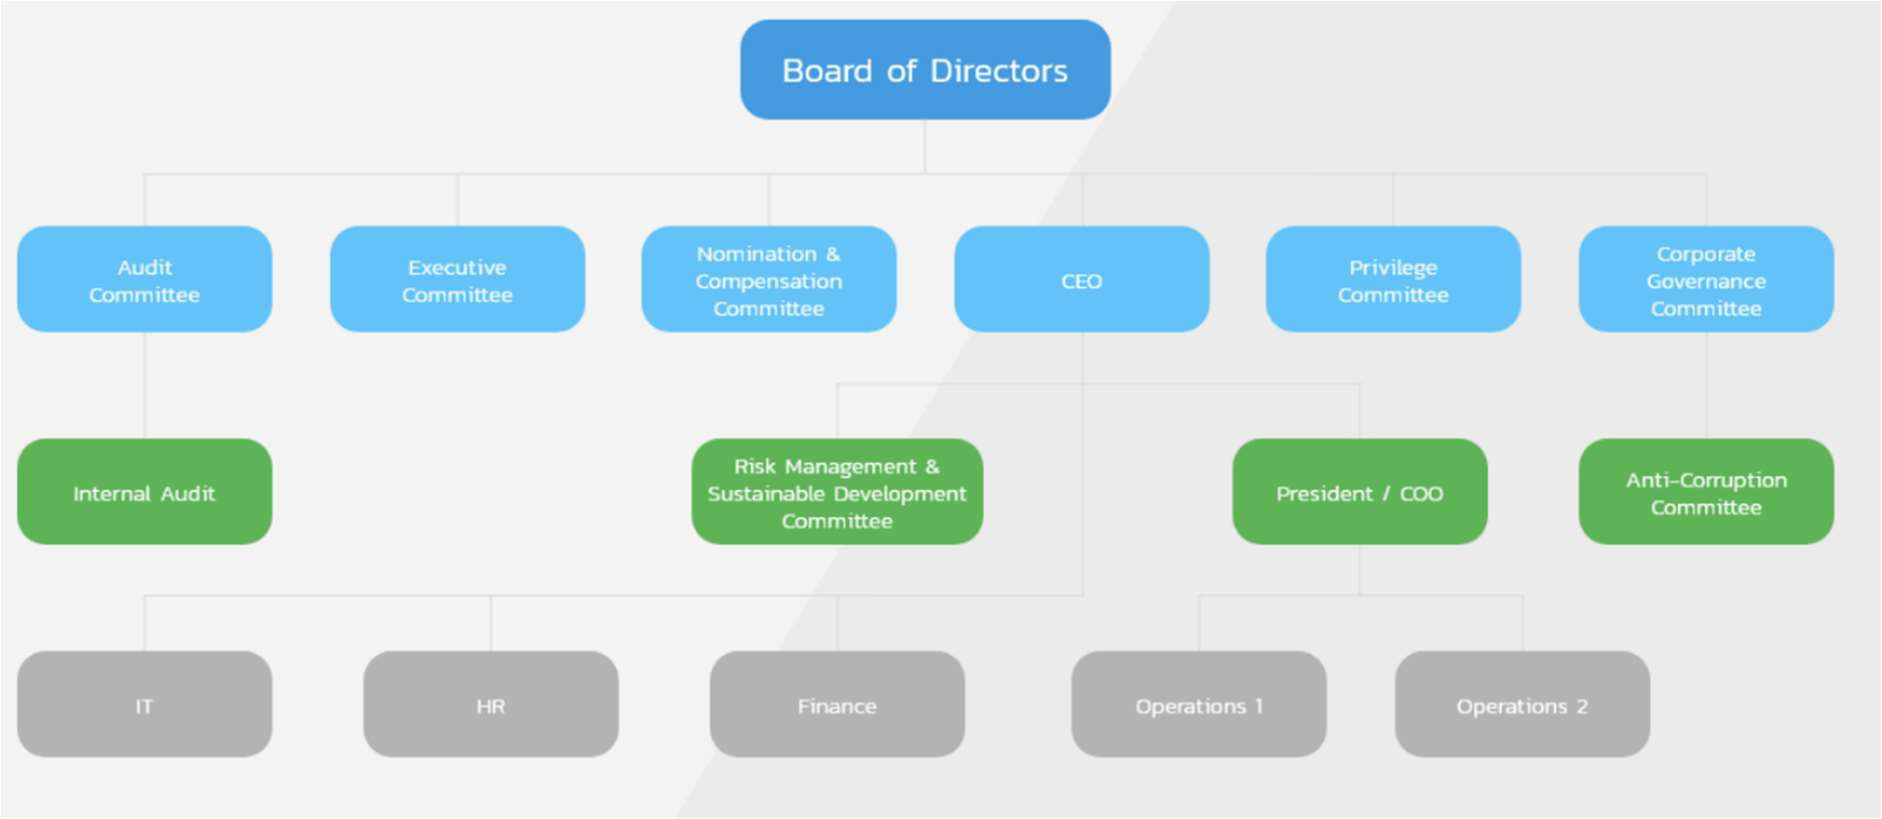 Board of Directors
Audit
Committee
Executive
Committee
Nomination &
Compensation
Committee
CEO
Privilege
Committee
Corporate
Governance
Committee
Internal Audit
Risk Management &
Sustainable Development
Committee
President / COO
Anti-Corruption
Committee
IT
HR
Finance
Operations 1
Operations 2